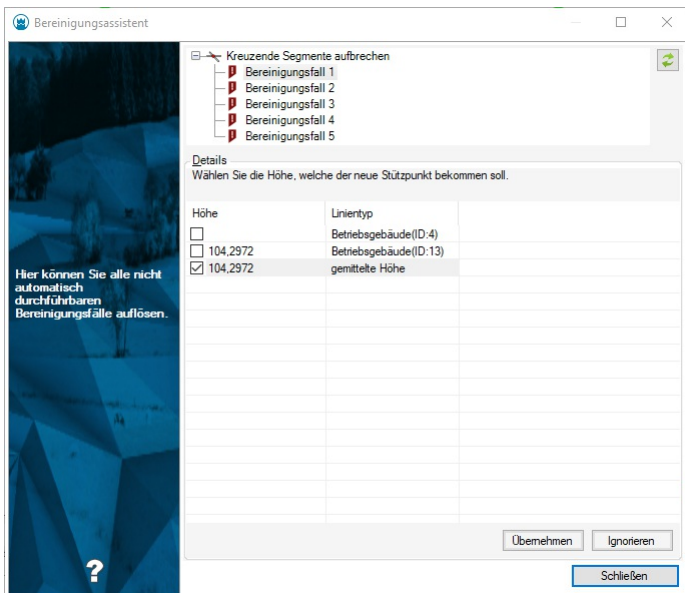 Bereinigungsassistent
Kreuzende Segmente aufbrechen
Bereinigungsfall 1
Bereinigungsfall 2
Bereinigungsfall 3
Bereinigungsfall 4
Bereinigungsfall 5
Details
Wählen Sie die Höhe, welche der neue Stützpunkt bekommen soll.
Höhe Linientyp
Betriebsgebäude(ID:4)
104,2972 Betriebsgebäude(ID:13)
104,2972 gemittelte Höhe
Hier können Sie alle nicht
automatisch
durchführbaren
Bereinigungsfälle auflösen.
?
Übernehmen Ignorieren
Schließen